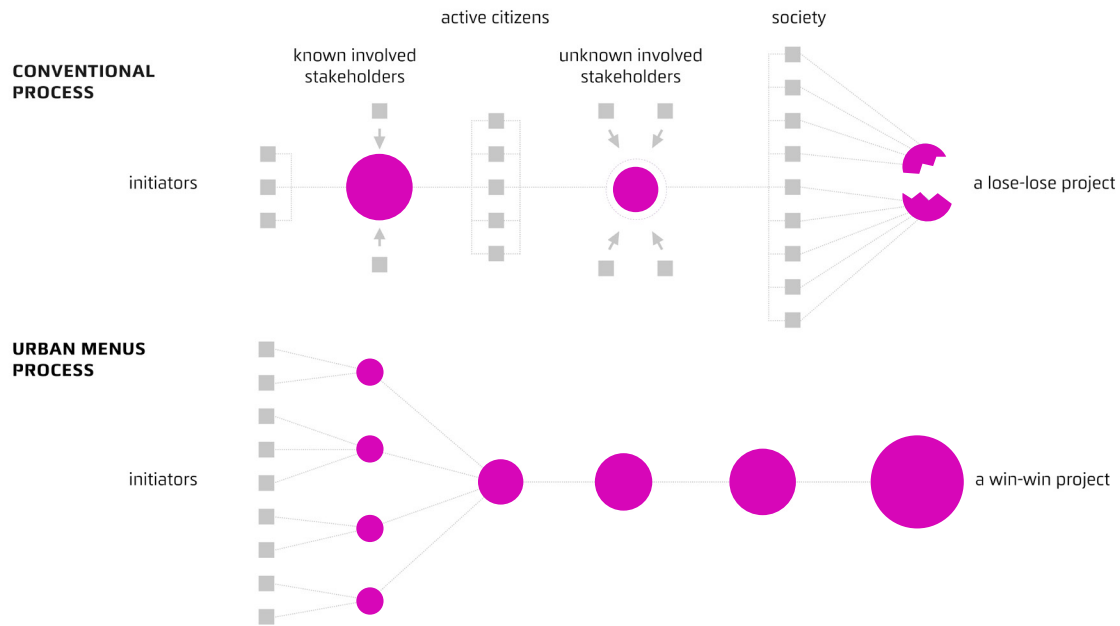 active citizens
society
known involved
stakeholders
unknown involved
stakeholders
CONVENTIONAL
PROCESS
initiators
a lose-lose project
URBAN MENUS
PROCESS
initiators
a win-win project